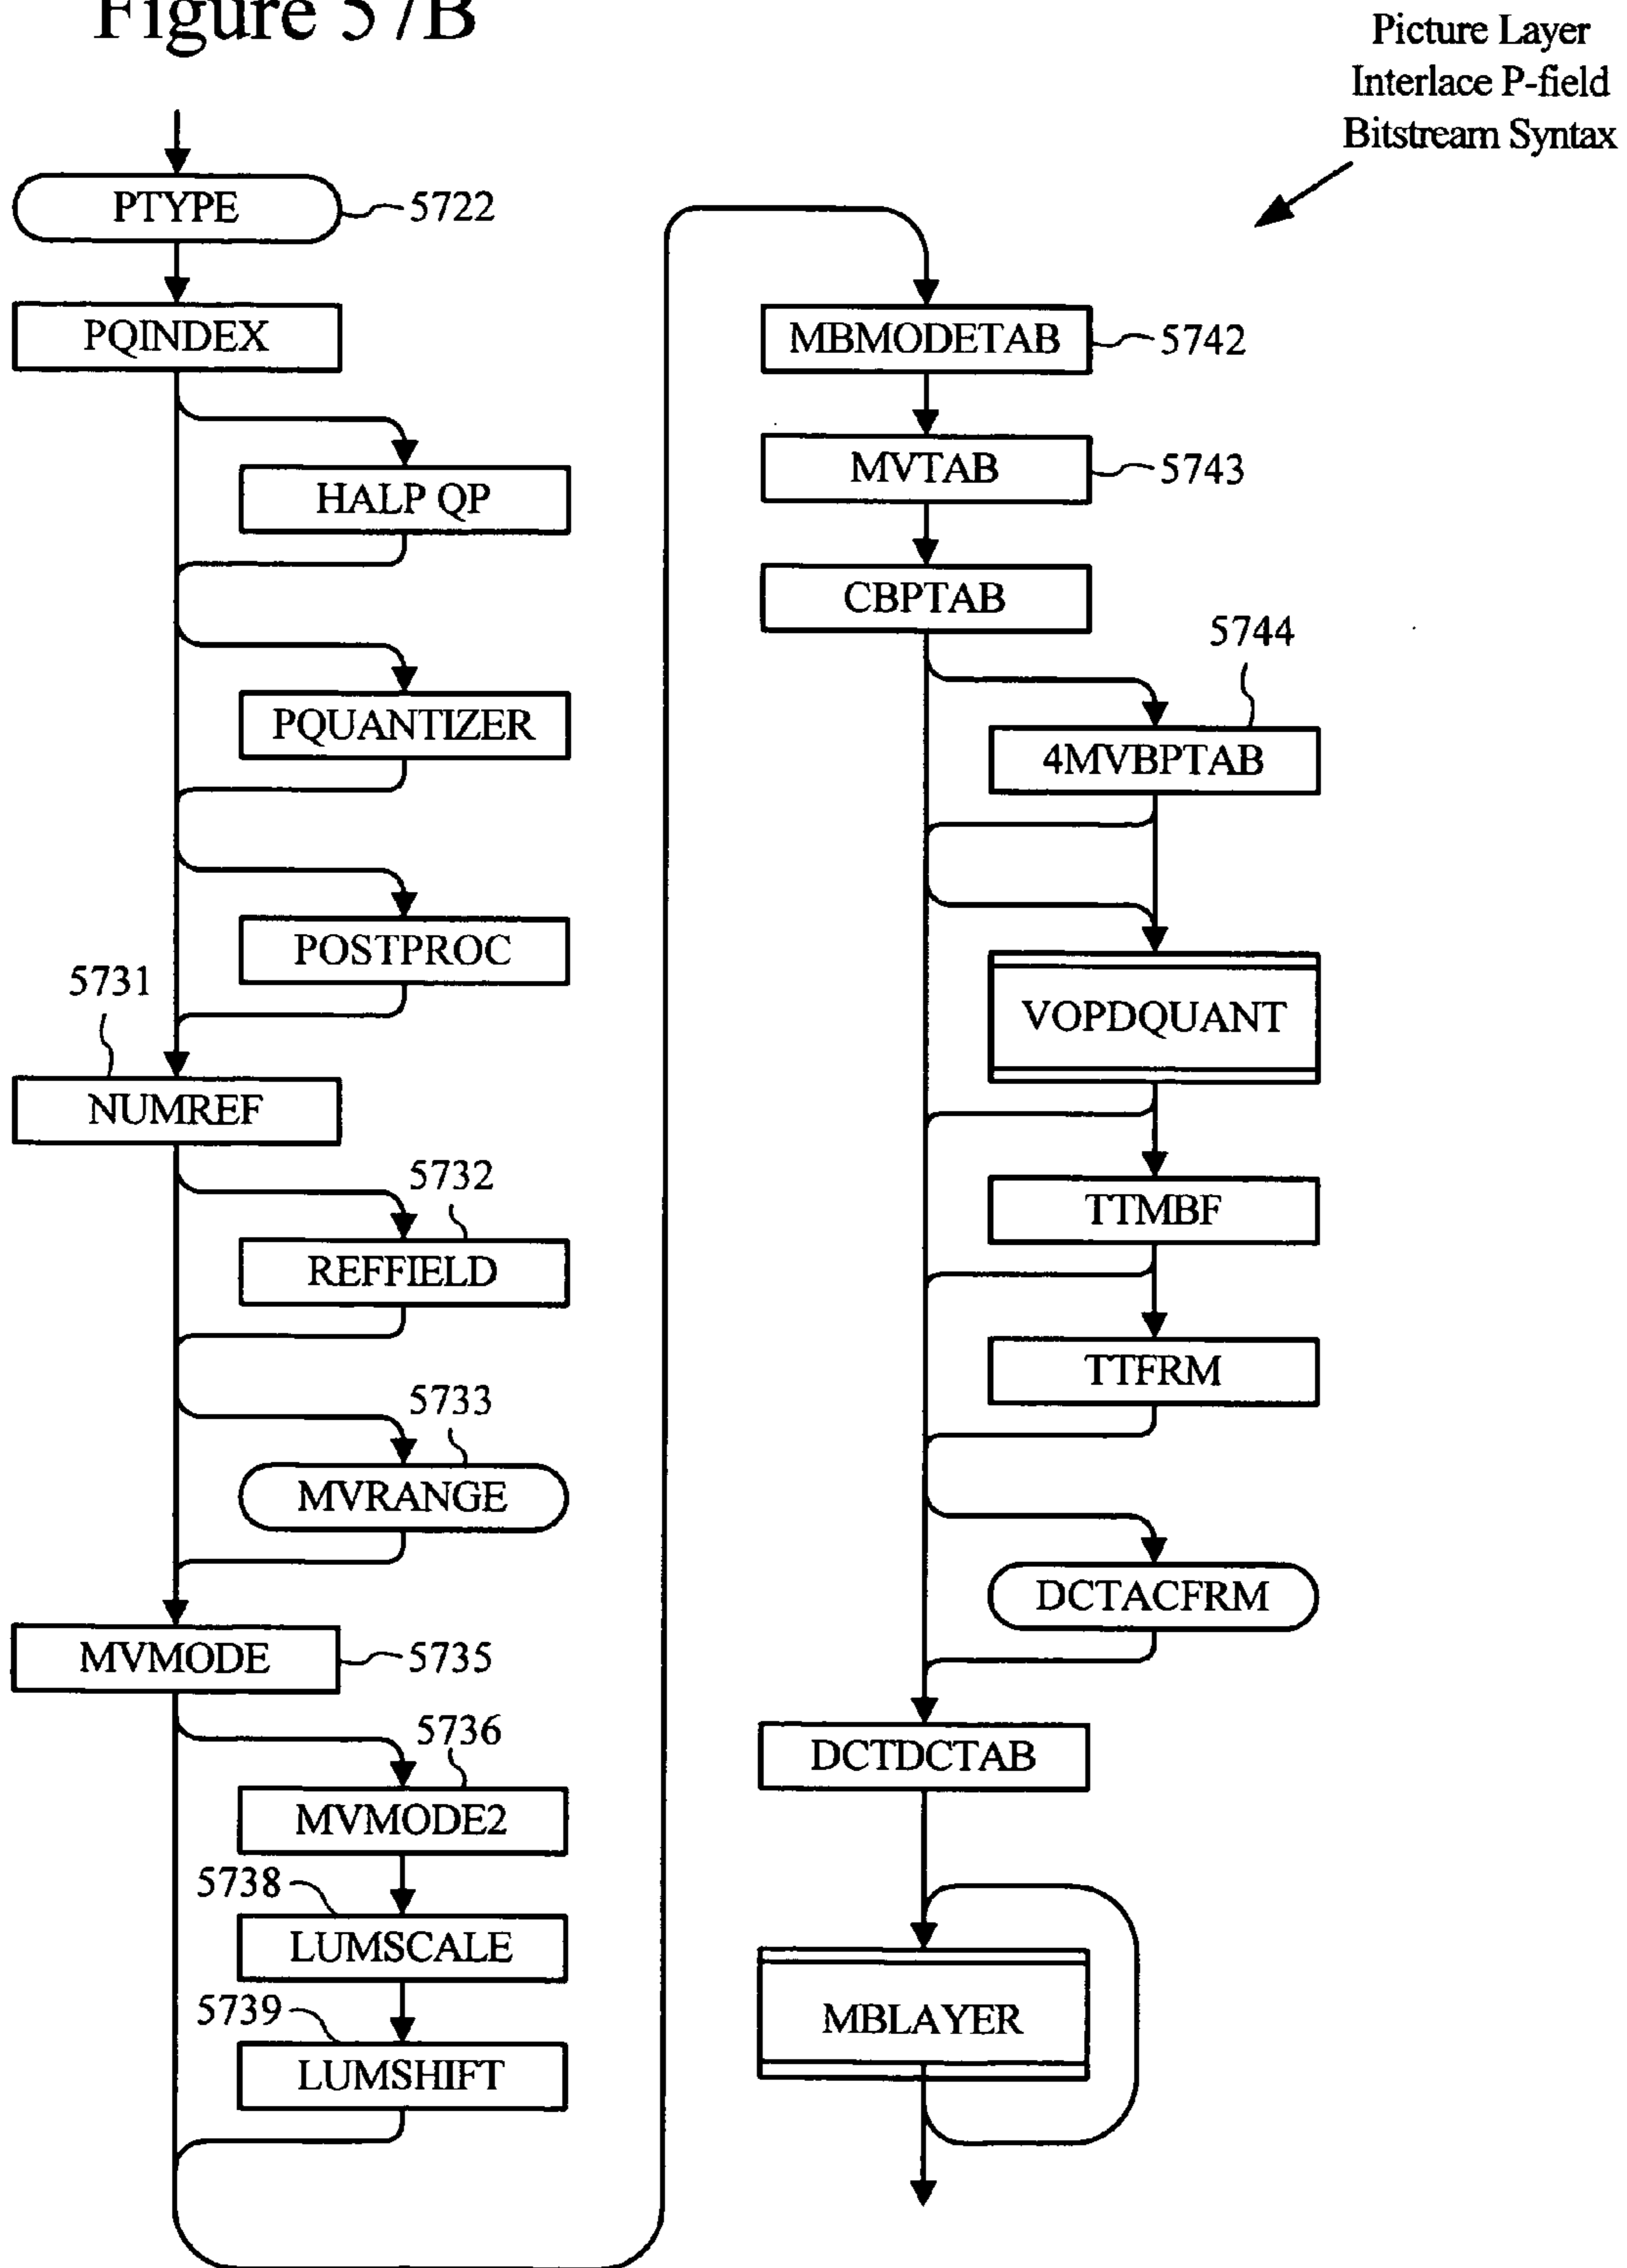 Figure 57B
Picture Layer
Interlace P-field
Bitstream Syntax
PTYPE
5722
PQINDEX
HALP QP
PQUANTIZER
POSTPROC
5731
NUMREF
5732
REFFIELD
5733
MVRANGE
MVMODE
5735
5736
MVMODE2
5738
LUMSCALE
5739
LUMSHIFT
MBMODETAB
5742
MVTAB
5743
CBPTAB
5744
4MVBPTAB
VOPDQUANT
TTMBF
TTFRM
DCTACFRM
DCTDCTAB
MBLAYER